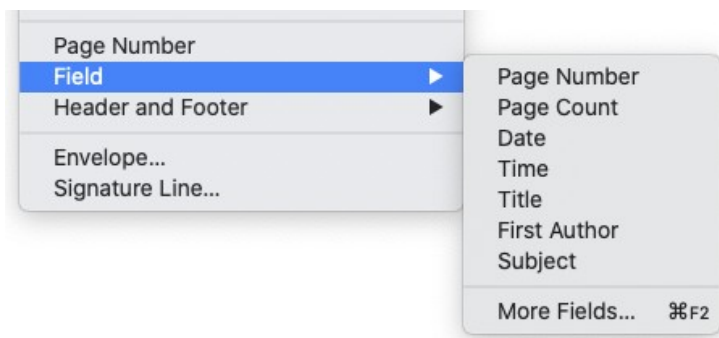 Page Number
Field
Header and Footer
Envelope...
Signature Line...
Page Number
Page Count
Date
Time
Title
First Author
Subject
More Fields... ⌘F2